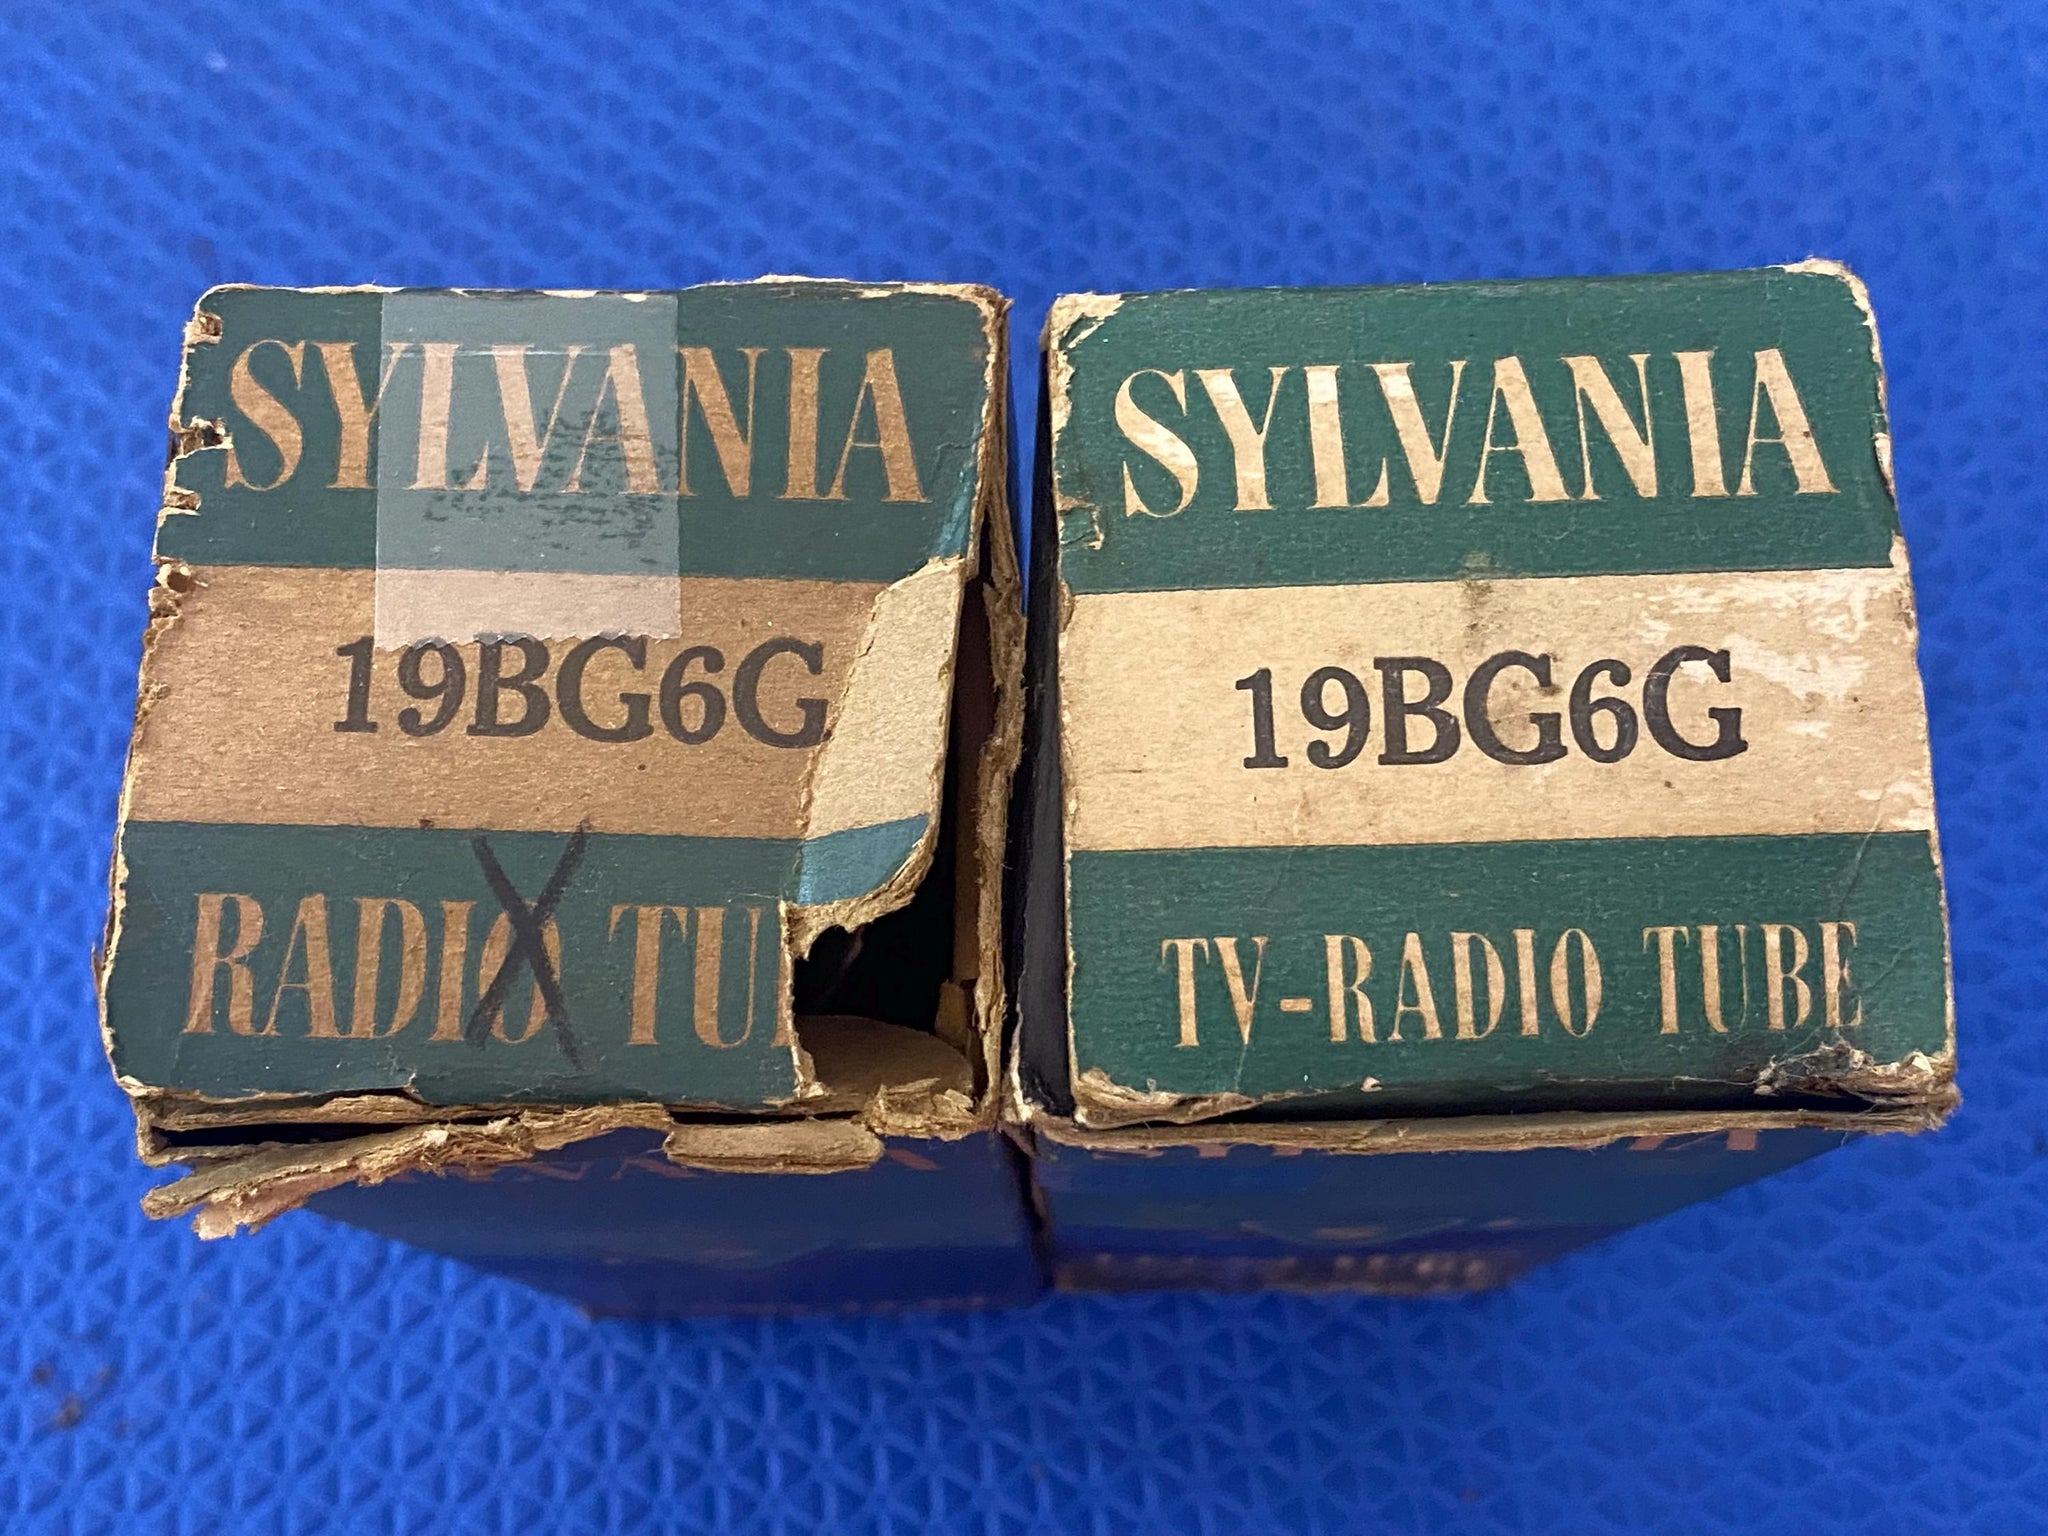 SYLVANIA
19BG6G
RADIO TU
SYLVANIA
19BG6G
TV-RADIO TUBE